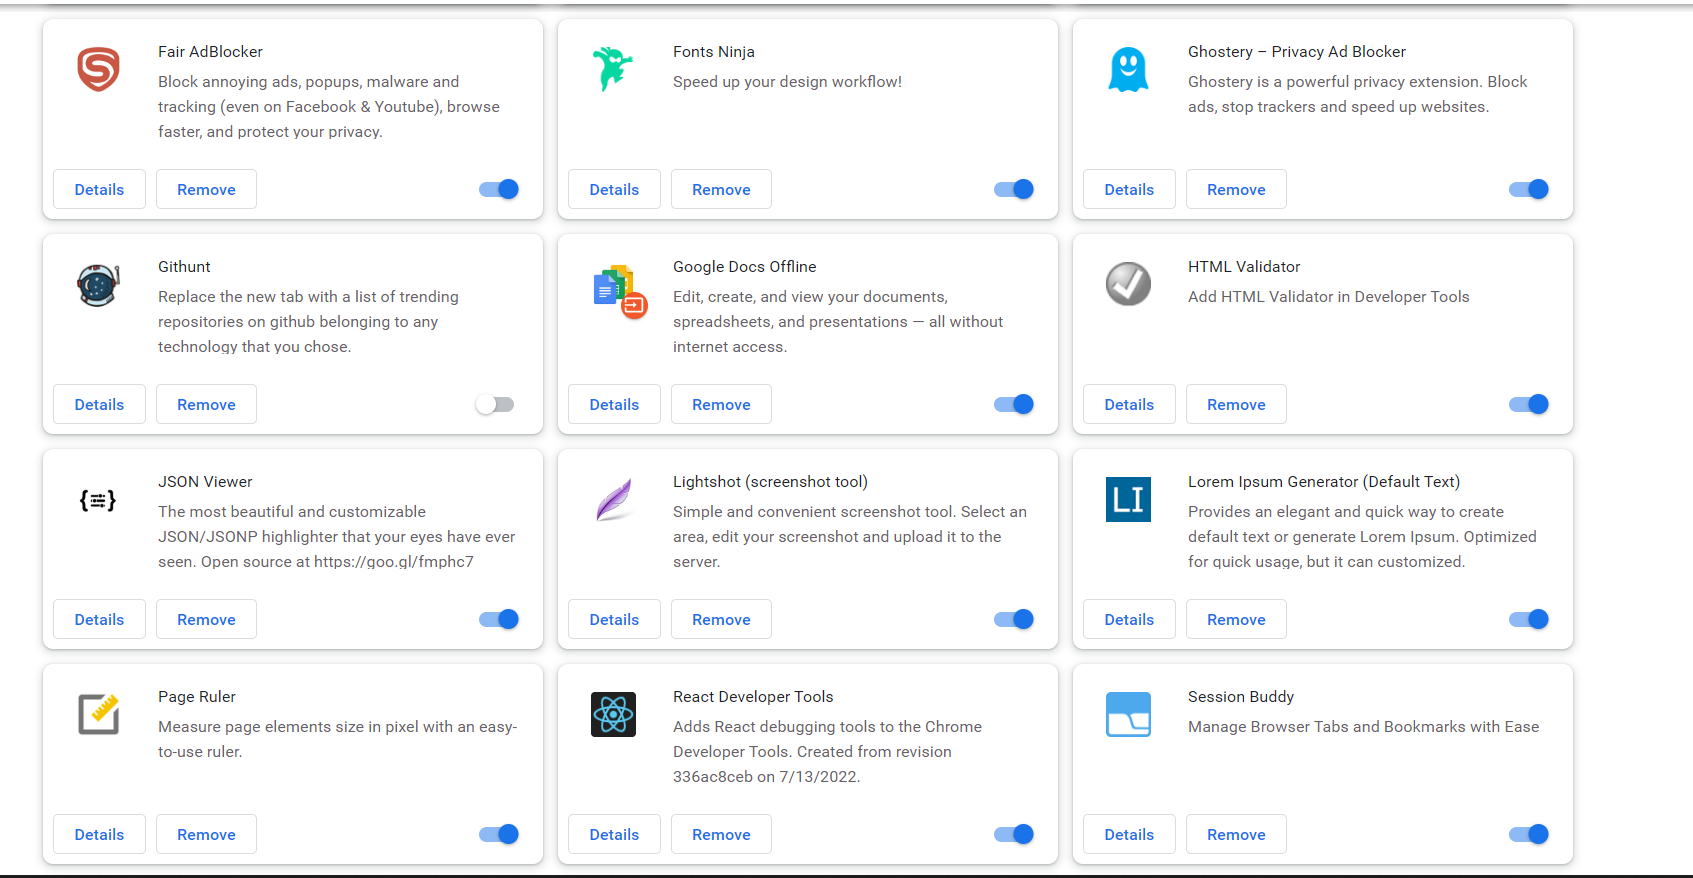 Fair AdBlocker
Block annoying ads, popups, malware and
tracking (even on Facebook & Youtube), browse
faster, and protect your privacy.
Details
Remove
Fonts Ninja
Speed up your design workflow!
Details
Remove
Ghostery – Privacy Ad Blocker
Ghostery is a powerful privacy extension. Block
ads, stop trackers and speed up websites.
Details
Remove
Githunt
Replace the new tab with a list of trending
repositories on github belonging to any
technology that you chose.
Details
Remove
Google Docs Offline
Edit, create, and view your documents,
spreadsheets, and presentations — all without
internet access.
Details
Remove
HTML Validator
Add HTML Validator in Developer Tools
Details
Remove
JSON Viewer
The most beautiful and customizable
JSON/JSONP highlighter that your eyes have ever
seen. Open source at https://goo.gl/fmphc7
Details
Remove
Lightshot (screenshot tool)
Simple and convenient screenshot tool. Select an
area, edit your screenshot and upload it to the
server.
Details
Remove
LI
Lorem Ipsum Generator (Default Text)
Provides an elegant and quick way to create
default text or generate Lorem Ipsum. Optimized
for quick usage, but it can customized.
Details
Remove
Page Ruler
Measure page elements size in pixel with an easy-
to-use ruler.
Details
Remove
React Developer Tools
Adds React debugging tools to the Chrome
Developer Tools. Created from revision
336ac8ceb on 7/13/2022.
Details
Remove
Session Buddy
Manage Browser Tabs and Bookmarks with Ease
Details
Remove